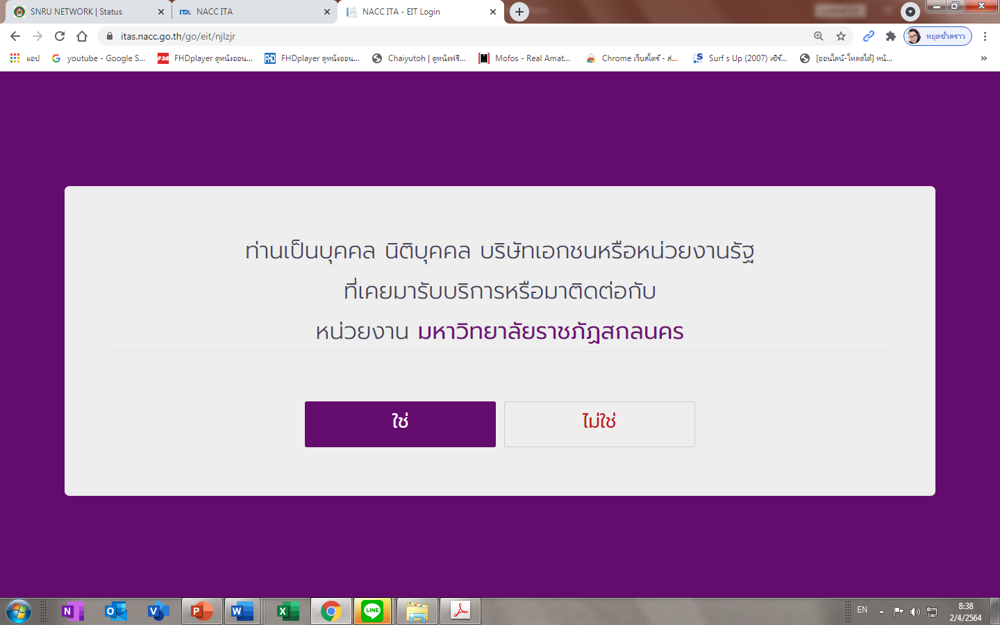 SNRU NETWORK | Status
NACC ITA
NACC ITA - EIT Login
itas.nacc.go.th/go/eit/njlzjr
หยุดชั่วคราว
แอป
youtube - Google S...
FHDplayer ดูหนังออน...
FHDplayer ดูหนังออน...
Chaiyutoh | ดูหนังฟรี...
Mofos - Real Amat...
Chrome เว็บสโตร์ - ส่...
Surf s Up (2007) เซิร์...
[ออนไลน์-โหลดได้] หนั...
ท่านเป็นบุคคล นิติบุคคล บริษัทเอกชนหรือหน่วยงานรัฐ
ที่เคยมารับบริการหรือมาติดต่อกับ
หน่วยงาน มหาวิทยาลัยราชภัฏสกลนคร
ใช่
ไม่ใช่
EN
8:38
2/4/2564